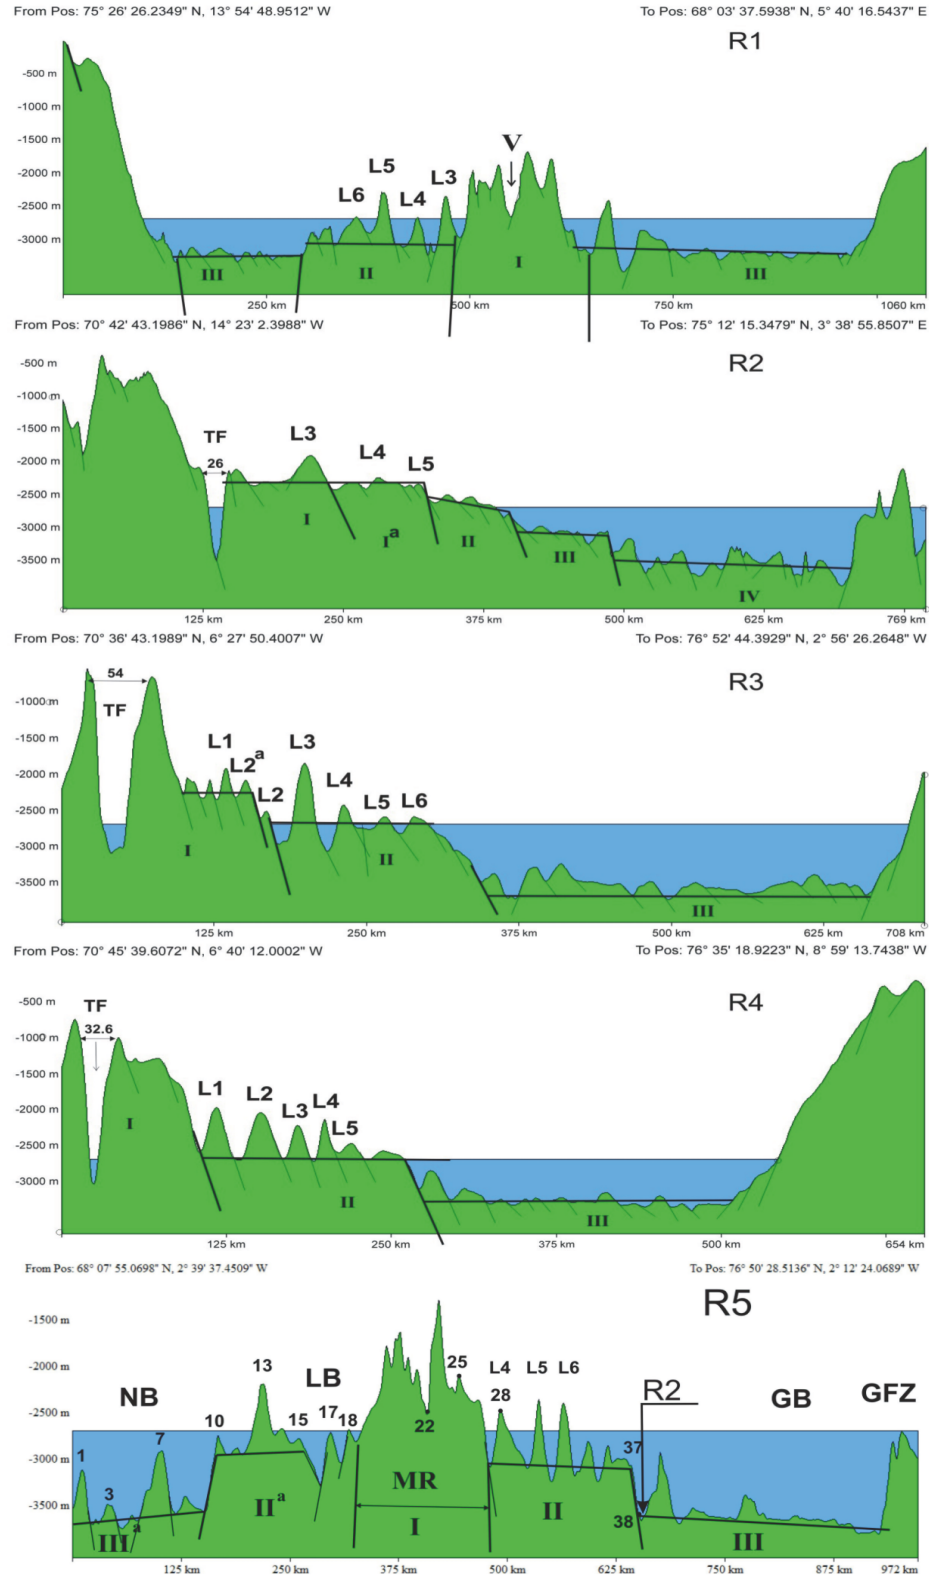 From Pos: 75° 26' 26.2349" N, 13° 54' 48.9512" W To Pos: 68° 03' 37.5938" N, 5° 40' 16.5437" E
R1
-500 m
-1000 m
-1500 m
-2000 m
-2500 m
-3000 m
L6 L5 L4 L3 V
III II I III
250 km 500 km 750 km 1060 km
From Pos: 70° 42' 43.1986" N, 14° 23' 2.3988" W To Pos: 75° 12' 15.3479" N, 3° 38' 55.8507" E
R2
-500 m
-1000 m
-1500 m
-2000 m
-2500 m
-3000 m
-3500 m
TF
26
L3 L4 L5
I Ia II III IV
125 km 250 km 375 km 500 km 625 km 769 km
From Pos: 70° 36' 43.1989" N, 6° 27' 50.4007" W To Pos: 76° 52' 44.3929" N, 2° 56' 26.2648" W
R3
-1000 m
-1500 m
-2000 m
-2500 m
-3000 m
-3500 m
54
TF
L1 L2a L2 L3 L4 L5 L6
I II III
125 km 250 km 375 km 500 km 625 km 708 km
From Pos: 70° 45' 39.6072" N, 6° 40' 12.0002" W To Pos: 76° 35' 18.9223" N, 8° 59' 13.7438" W
R4
-500 m
-1000 m
-1500 m
-2000 m
-2500 m
-3000 m
TF
32.6
L1 L2 L3 L4 L5
I II III
125 km 250 km 375 km 500 km 654 km
From Pos: 68° 07' 55.0698" N, 2° 39' 37.4509" W To Pos: 76° 50' 28.5136" N, 2° 12' 24.0689" W
R5
-1500 m
-2000 m
-2500 m
-3000 m
-3500 m
NB LB R2 GB GFZ
1 3 7 10 13 15 17 18 22 25 L4 28 L5 L6 37 38
MR
IIIa IIa I II III
125 km 250 km 375 km 500 km 625 km 750 km 875 km 972 km